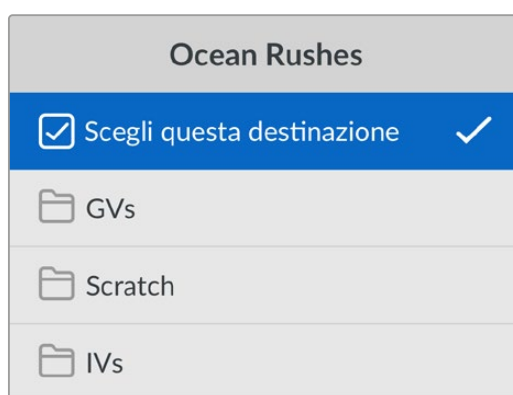 Ocean Rushes
Scegli questa destinazione
GVs
Scratch
IVs